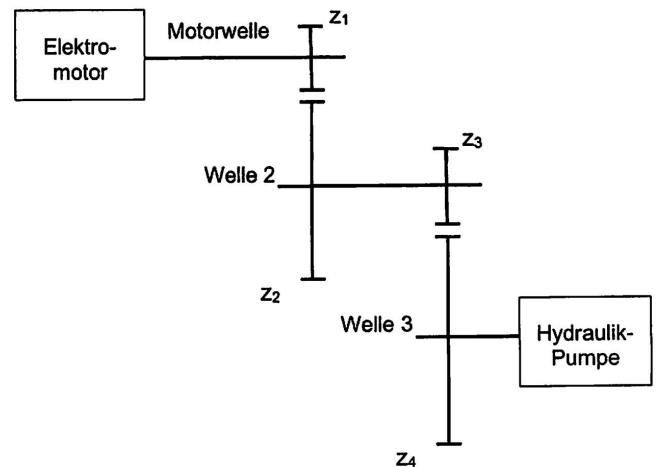 Elektro-
motor
Motorwelle
z₁
z₃
Welle 2
z₂
Welle 3
Hydraulik-
Pumpe
z₄